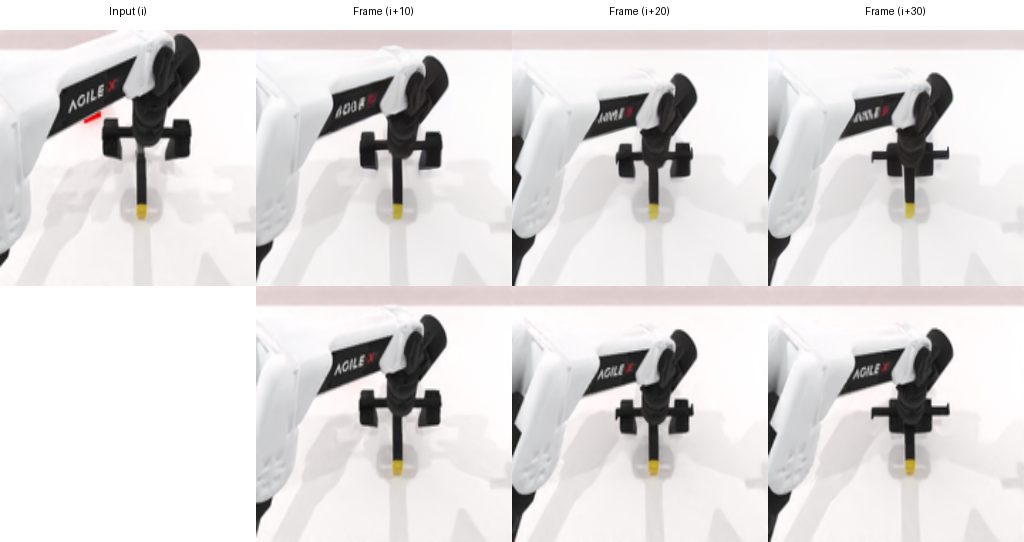 Input (i)
Frame (i+10)
Frame (i+20)
Frame (i+30)
AGILE X
AGILE X
AGILE X
AGILE X